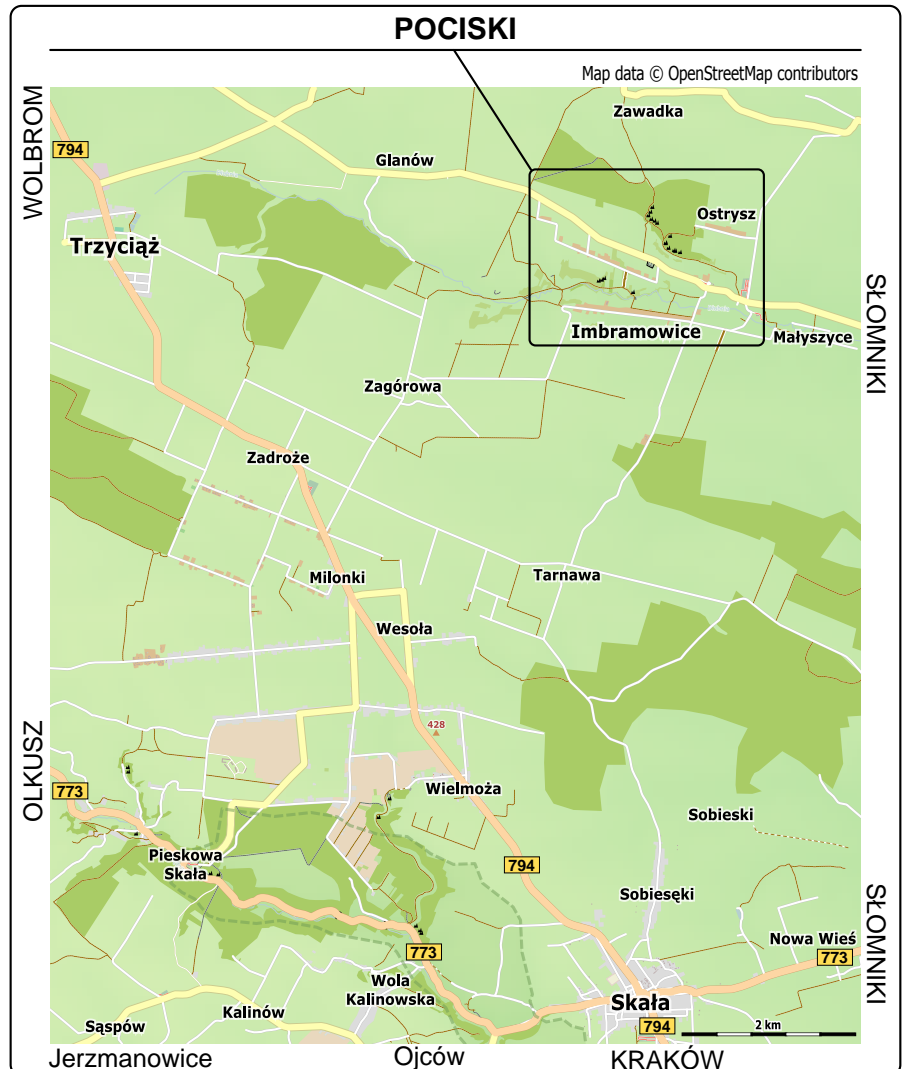 POCISKI
Map data © OpenStreetMap contributors
WOLBROM
Zawadka
794
Glanów
Ostrysz
Trzyciąż
SŁOMNIKI
Imbramowice
Małyszyce
Zagórowa
Zadroże
Milonki
Tarnawa
Wesoła
OLKUSZ
428
773
Wielmoża
Sobieski
Pieskowa
Skała
794
Sobiesęki
SŁOMNIKI
Nowa Wieś
773
773
Wola
Kalinowska
Skała
Kalinów
Sąspów
794
2 km
Jerzmanowice
Ojców
KRAKÓW